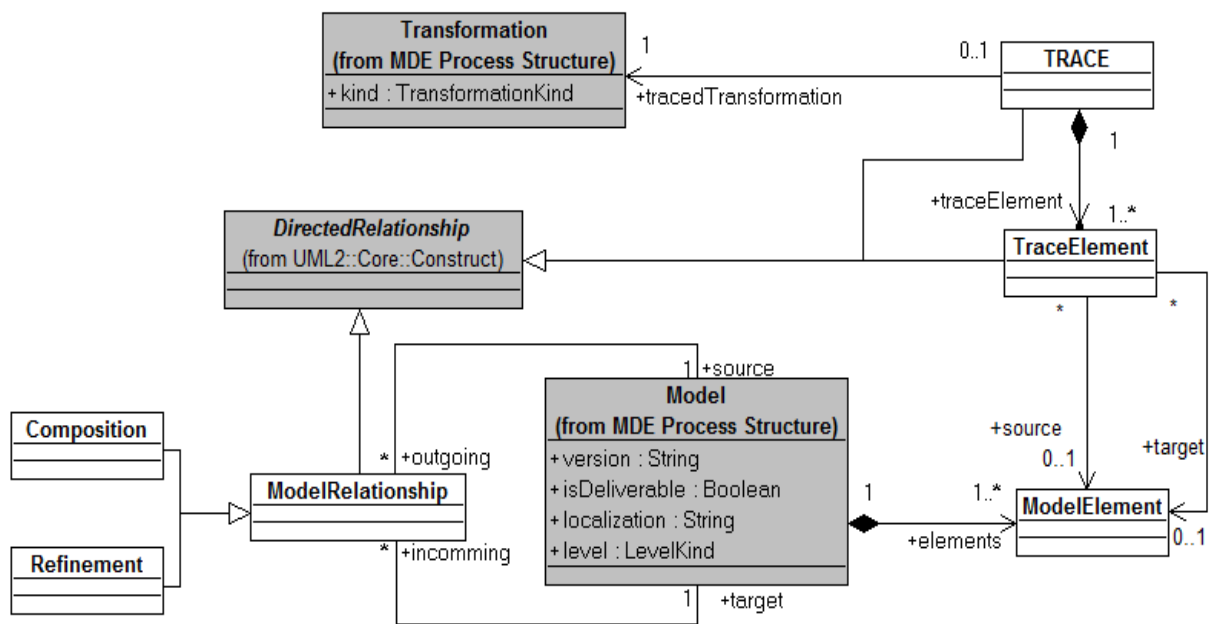 Transformation
(from MDE Process Structure)
+ kind : TransformationKind
1
0..1
+tracedTransformation
TRACE
1
+traceElement
1..*
DirectedRelationship
(from UML2::Core::Construct)
TraceElement
*
*
1
+source
Model
(from MDE Process Structure)
+ version : String
+ isDeliverable : Boolean
+ localization : String
+ level : LevelKind
Composition
Refinement
*
+outgoing
ModelRelationship
*
+incomming
1
+target
1
1..*
+elements
+source
0..1
+target
0..1
ModelElement